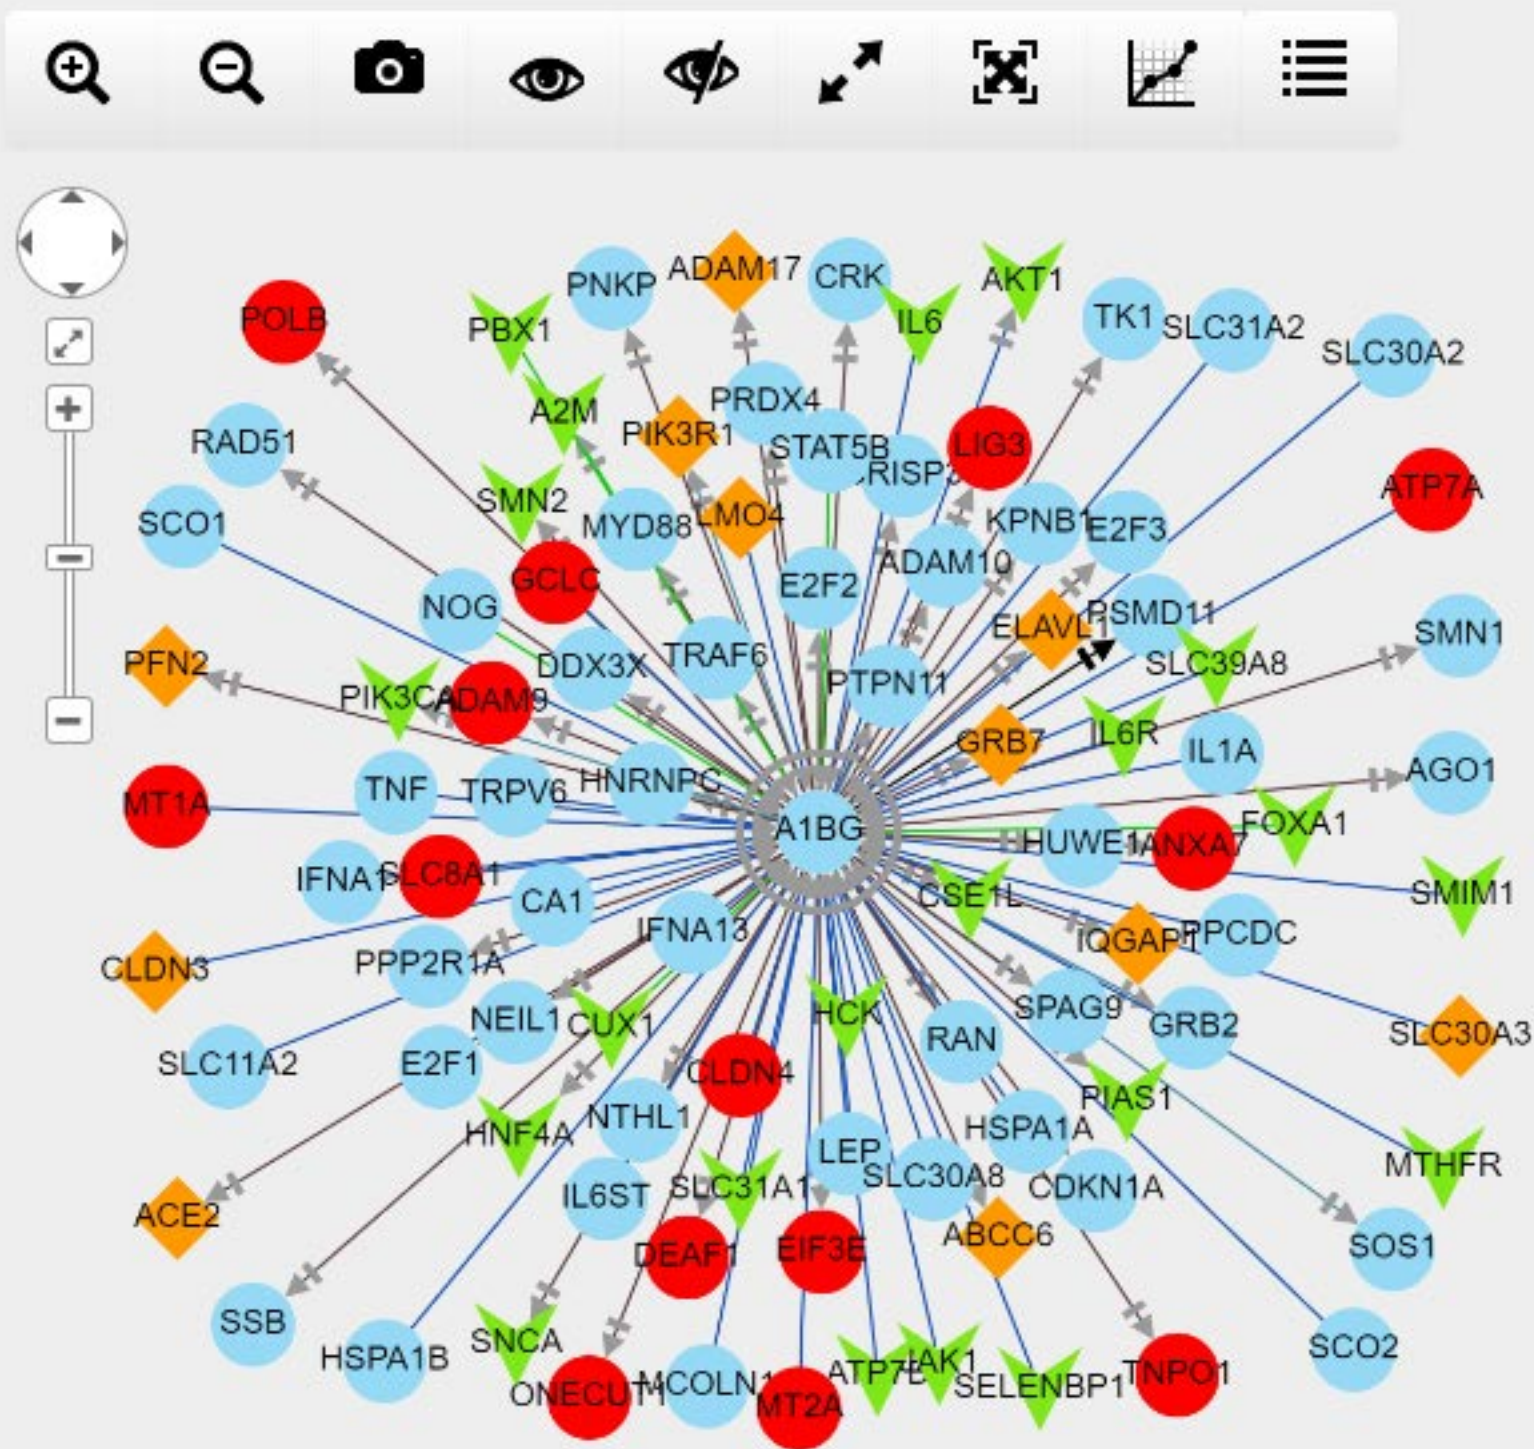 ADAM17
CRK
PNKP
AKT1
POLB
PBX1
IL6
TK1
SLC31A2
SLC30A2
A2M
PRDX4
RAD51
PIK3R1
STAT5B
LIG3
ATP7A
SMN2
SCO1
MYD88
LMO4
KPNB1
E2F3
GCLC
E2F2
ADAM10
NOG
ELAVL1
PSMD11
SMN1
PFN2
DDX3X
TRAF6
SLC39A8
PTPN11
PIK3CA
ADAM9
GRB7
IL6R
IL1A
TNF
TRPV6
HNRNPC
AGO1
MT1A
A1BG
FOXA1
HUWE1
ANXA7
SLC8A1
CSE1L
SMIM1
CA1
IFNA13
IQGAP1
PPCDC
CLDN3
PPP2R1A
NEIL1
CUX1
HCK
SPAG9
GRB2
RAN
SLC30A3
SLC11A2
E2F1
CLDN4
PIAS1
HNF4A
NTHL1
HSPA1A
LEP
MTHFR
SLC31A1
SLC30A8
CDKN1A
IL6ST
ACE2
DEAF1
EIF3E
ABCC6
SOS1
SSB
SNCA
HSPA1B
SCO2
JAK1
ATP7B
TNPO1
ONECUT1
MCOLN1
SELENBP1
MT2A